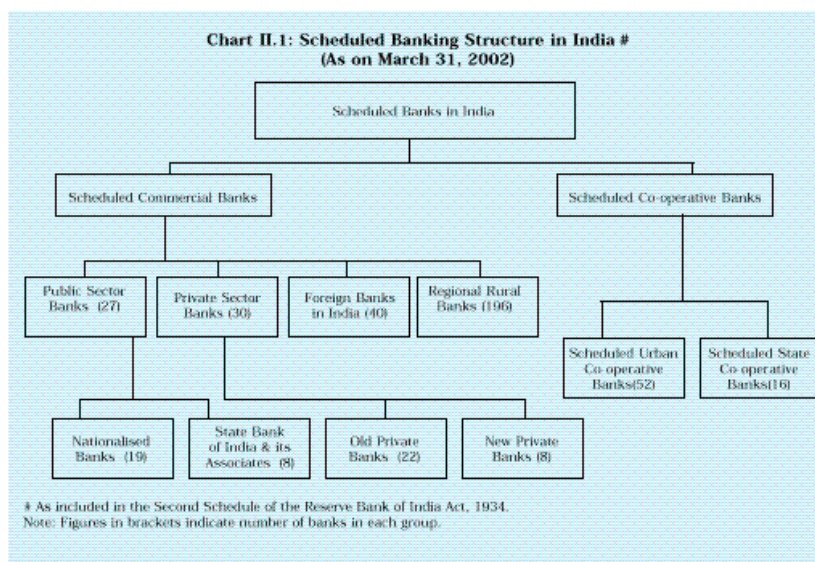 Chart II.1: Scheduled Banking Structure in India #
(As on March 31, 2002)
Scheduled Banks in India
Scheduled Commercial Banks
Scheduled Co-operative Banks
Public Sector
Banks (27)
Private Sector
Banks (30)
Foreign Banks
in India (40)
Regional Rural
Banks (196)
Scheduled Urban
Co-operative
Banks(52)
Scheduled State
Co-operative
Banks(16)
Nationalised
Banks (19)
State Bank
of India & its
Associates (8)
Old Private
Banks (22)
New Private
Banks (8)
# As included in the Second Schedule of the Reserve Bank of India Act, 1934.
Note: Figures in brackets indicate number of banks in each group.